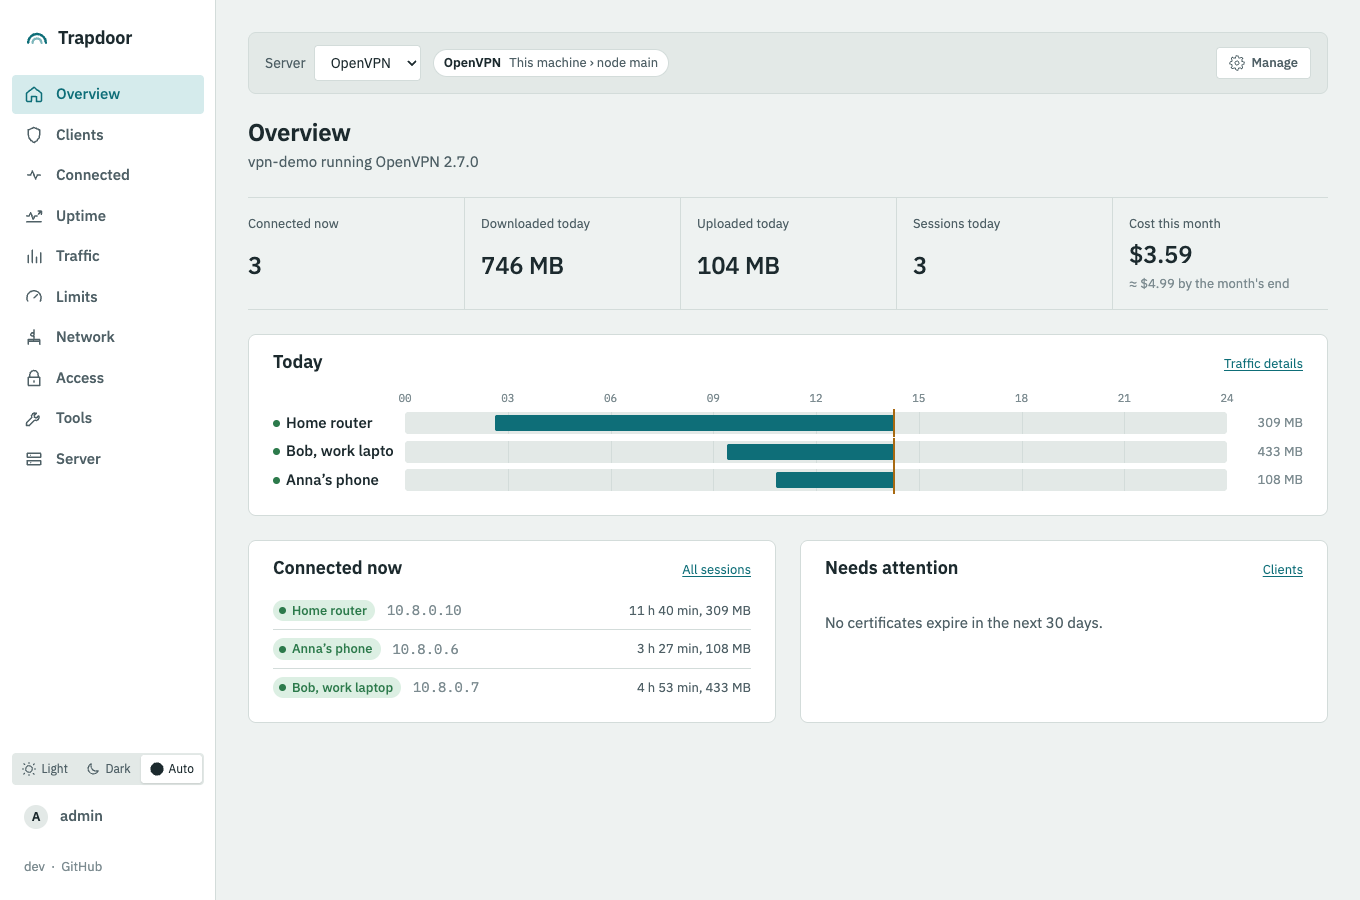 Trapdoor
Overview
Clients
Connected
Uptime
Traffic
Limits
Network
Access
Tools
Server
Light Dark Auto
A admin
dev · GitHub
Server OpenVPN OpenVPN This machine › node main Manage
Overview
vpn-demo running OpenVPN 2.7.0
Connected now
3
Downloaded today
746 MB
Uploaded today
104 MB
Sessions today
3
Cost this month
$3.59
≈ $4.99 by the month's end
Today Traffic details
00 03 06 09 12 15 18 21 24
Home router 309 MB
Bob, work lapto 433 MB
Anna’s phone 108 MB
Connected now All sessions
Home router 10.8.0.10 11 h 40 min, 309 MB
Anna’s phone 10.8.0.6 3 h 27 min, 108 MB
Bob, work laptop 10.8.0.7 4 h 53 min, 433 MB
Needs attention Clients
No certificates expire in the next 30 days.